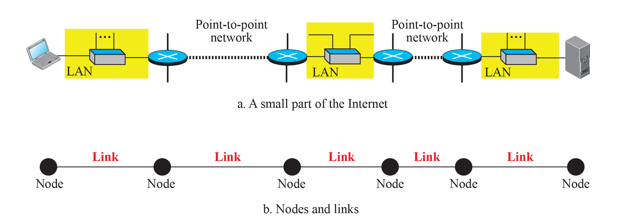 Point-to-point
network
Point-to-point
network
LAN
LAN
LAN
a. A small part of the Internet
Link Link Link Link Link
Node Node Node Node Node Node
b. Nodes and links